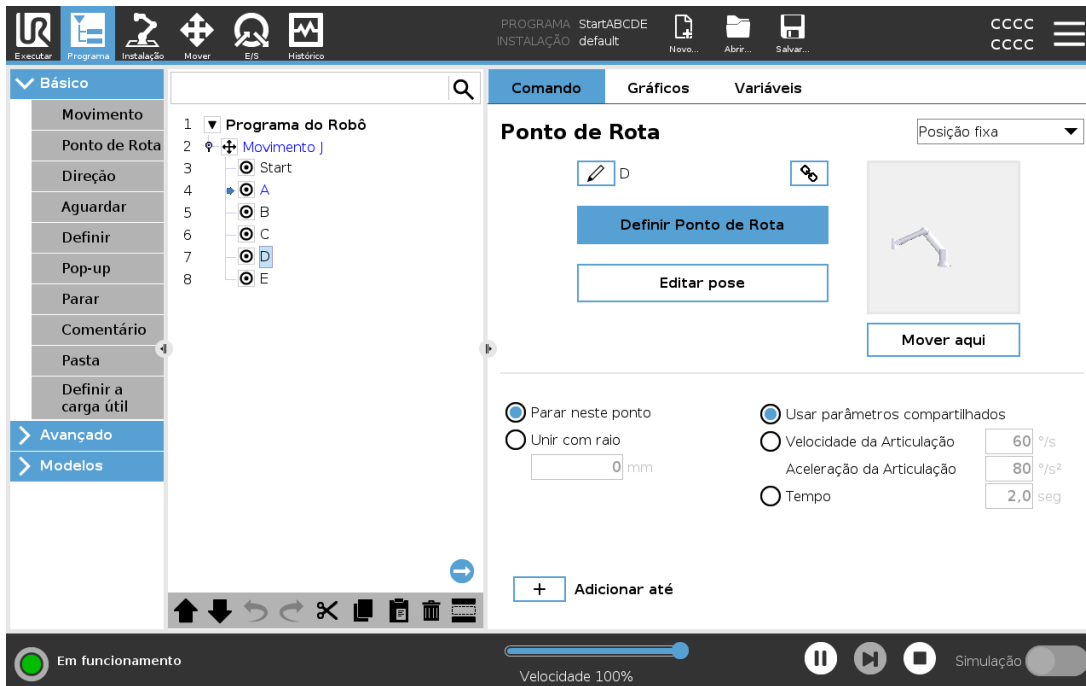 UR
PROGRAMA StartABCDE
INSTALAÇÃO default
CCCC
CCCC
Executar Programa Instalação Mover E/S Histórico Novo... Abrir... Salvar...
Básico
Movimento
Ponto de Rota
Direção
Aguardar
Definir
Pop-up
Parar
Comentário
Pasta
Definir a
carga útil
Avançado
Modelos
1 Programa do Robô
2 Movimento J
3 Start
4 A
5 B
6 C
7 D
8 E
Comando Gráficos Variáveis
Ponto de Rota
Posição fixa
D
Definir Ponto de Rota
Editar pose
Mover aqui
Parar neste ponto
Unir com raio
0 mm
Usar parâmetros compartilhados
Velocidade da Articulação 60 °/s
Aceleração da Articulação 80 °/s²
Tempo 2,0 seg
+ Adicionar até
Em funcionamento
Velocidade 100%
Simulação